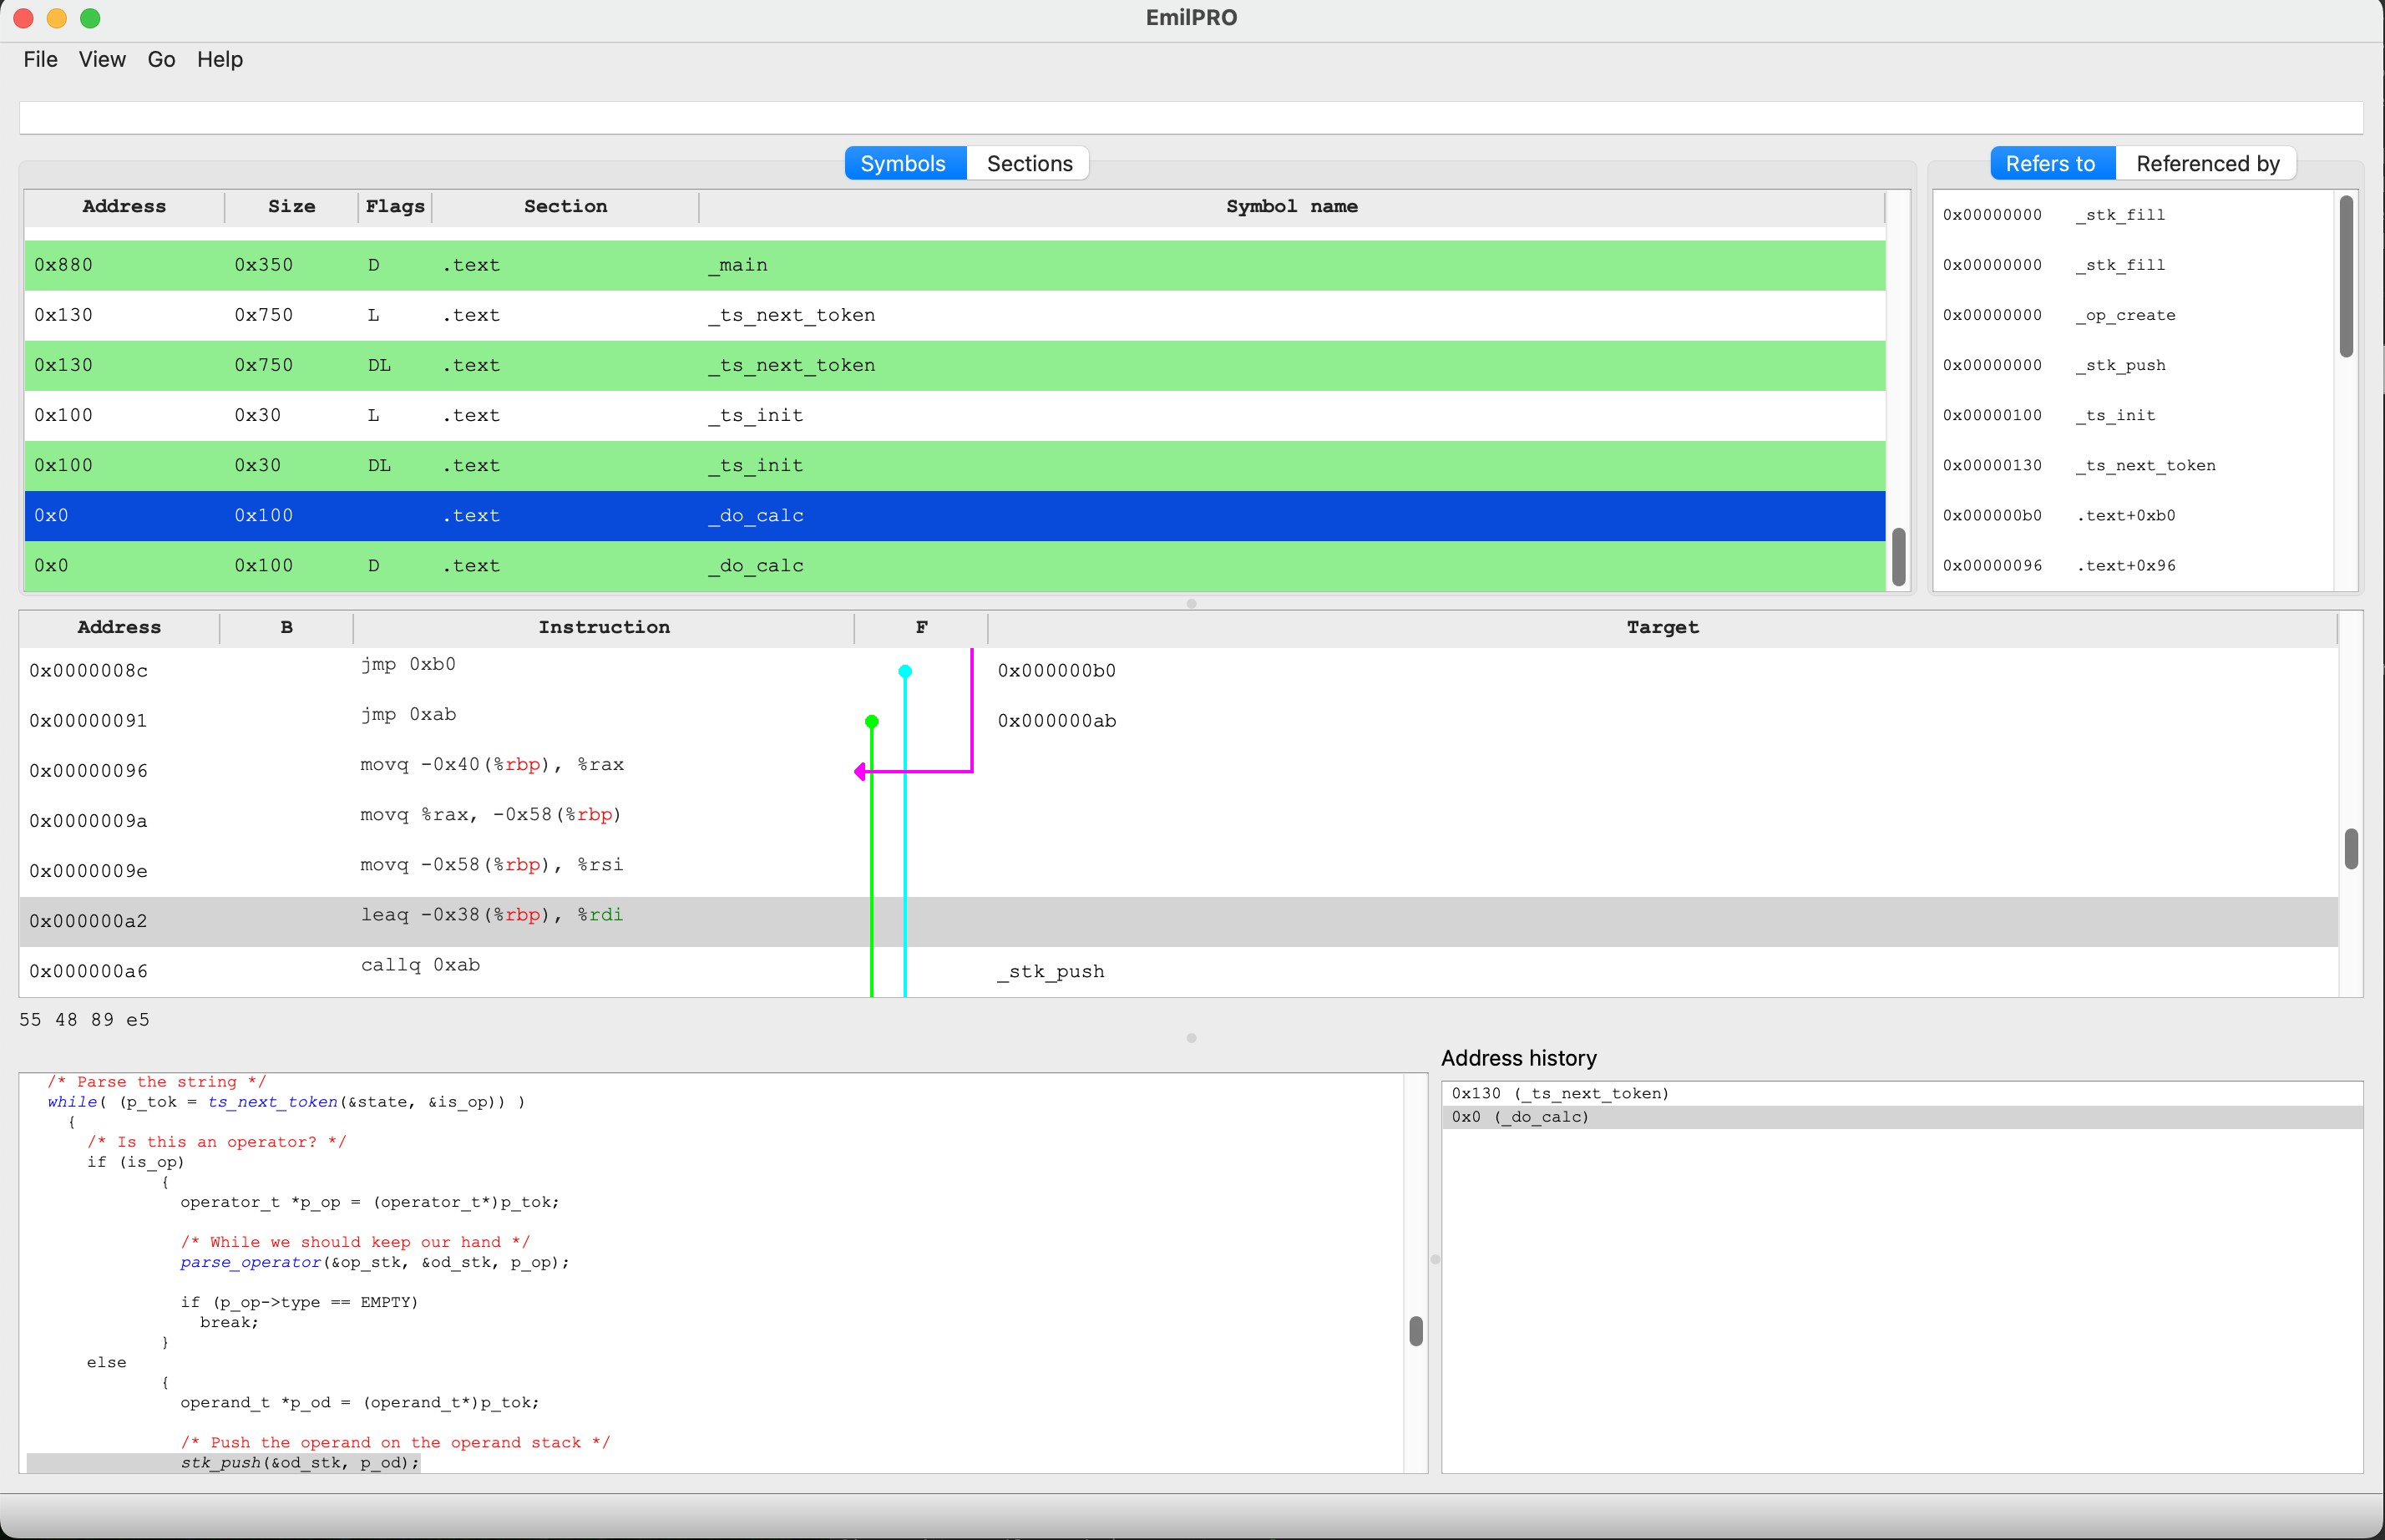 EmilPRO
File View Go Help
Symbols Sections
Address Size Flags Section Symbol name
0x880 0x350 D .text _main
0x130 0x750 L .text _ts_next_token
0x130 0x750 DL .text _ts_next_token
0x100 0x30 L .text _ts_init
0x100 0x30 DL .text _ts_init
0x0 0x100 .text _do_calc
0x0 0x100 D .text _do_calc
Refers to Referenced by
0x00000000 _stk_fill
0x00000000 _stk_fill
0x00000000 _op_create
0x00000000 _stk_push
0x00000100 _ts_init
0x00000130 _ts_next_token
0x000000b0 .text+0xb0
0x00000096 .text+0x96
Address B Instruction F Target
0x0000008c jmp 0xb0 0x000000b0
0x00000091 jmp 0xab 0x000000ab
0x00000096 movq -0x40(%rbp), %rax
0x0000009a movq %rax, -0x58(%rbp)
0x0000009e movq -0x58(%rbp), %rsi
0x000000a2 leaq -0x38(%rbp), %rdi
0x000000a6 callq 0xab _stk_push
55 48 89 e5
/* Parse the string */
while( (p_tok = ts_next_token(&state, &is_op)) )
{
/* Is this an operator? */
if (is_op)
{
operator_t *p_op = (operator_t*)p_tok;
/* While we should keep our hand */
parse_operator(&op_stk, &od_stk, p_op);
if (p_op->type == EMPTY)
break;
}
else
{
operand_t *p_od = (operand_t*)p_tok;
/* Push the operand on the operand stack */
stk_push(&od_stk, p_od);
Address history
0x130 (_ts_next_token)
0x0 (_do_calc)